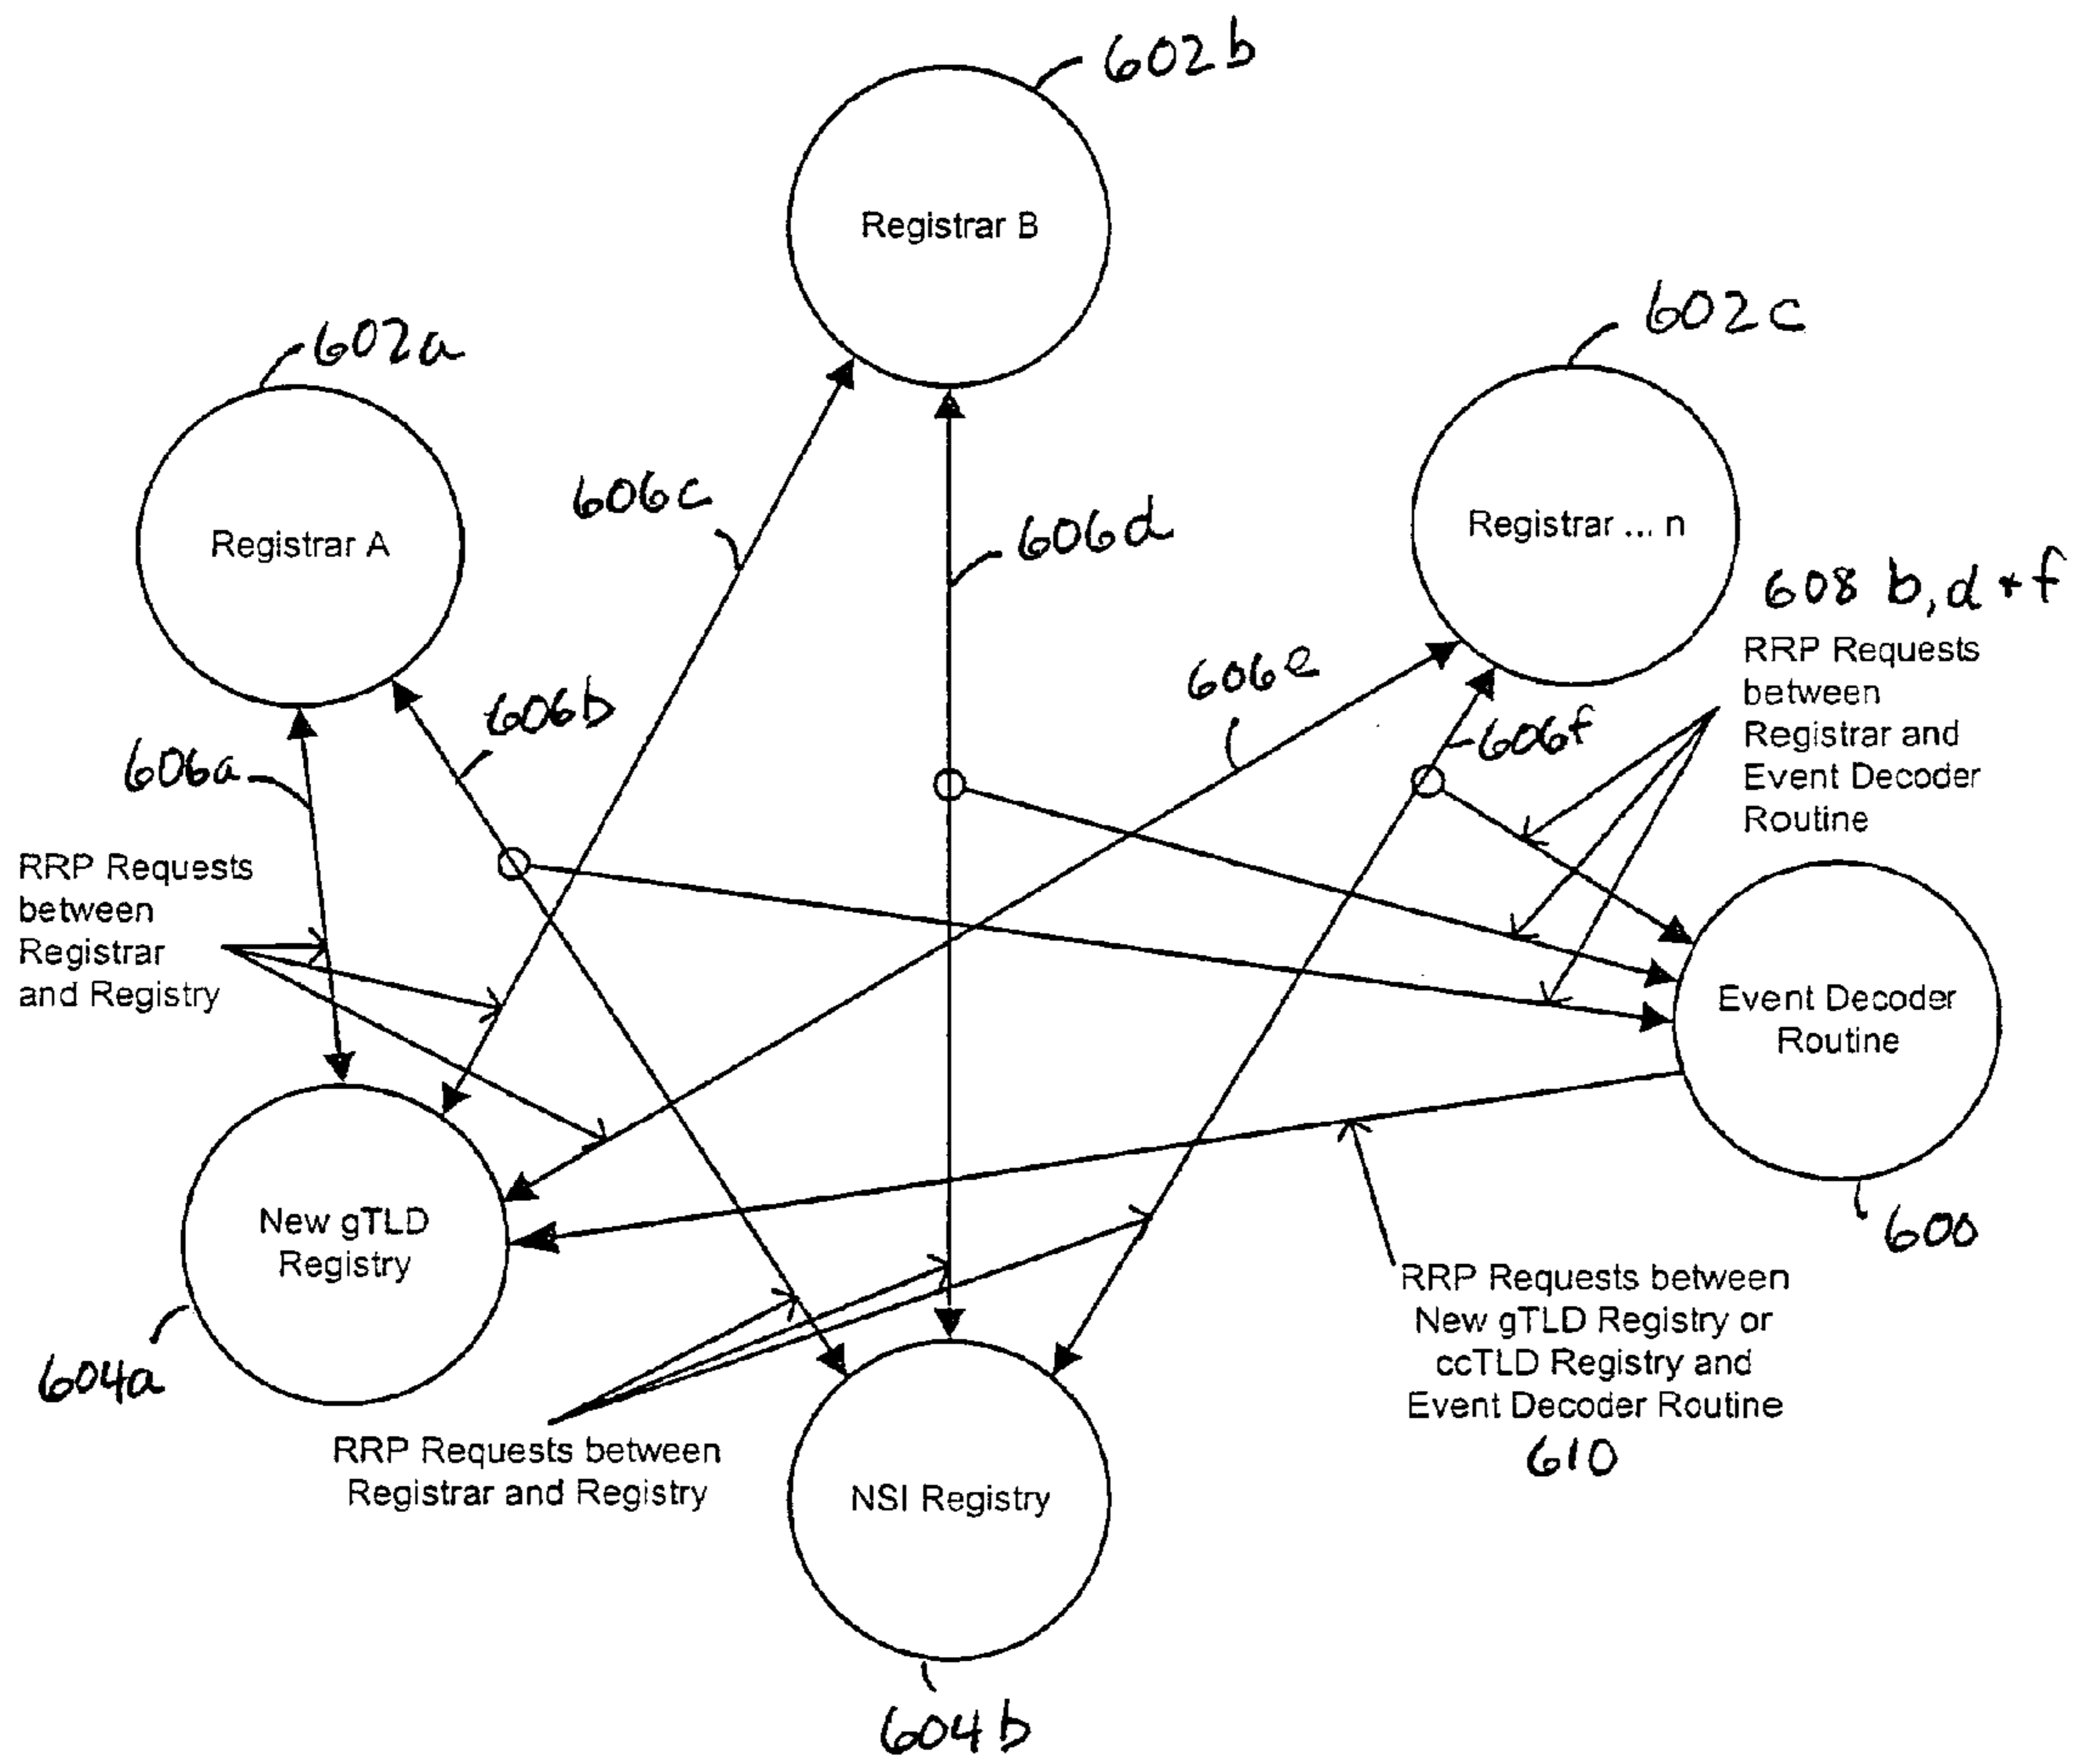 602b
Registrar B
602c
602a
Registrar A
606c
606d
Registrar ... n
608 b, d + f
RRP Requests
between
Registrar and
Event Decoder
Routine
606e
606b
606f
606a
RRP Requests
between
Registrar
and Registry
Event Decoder
Routine
New gTLD
Registry
600
RRP Requests between
New gTLD Registry or
ccTLD Registry and
Event Decoder Routine
610
604a
RRP Requests between
Registrar and Registry
NSI Registry
604b